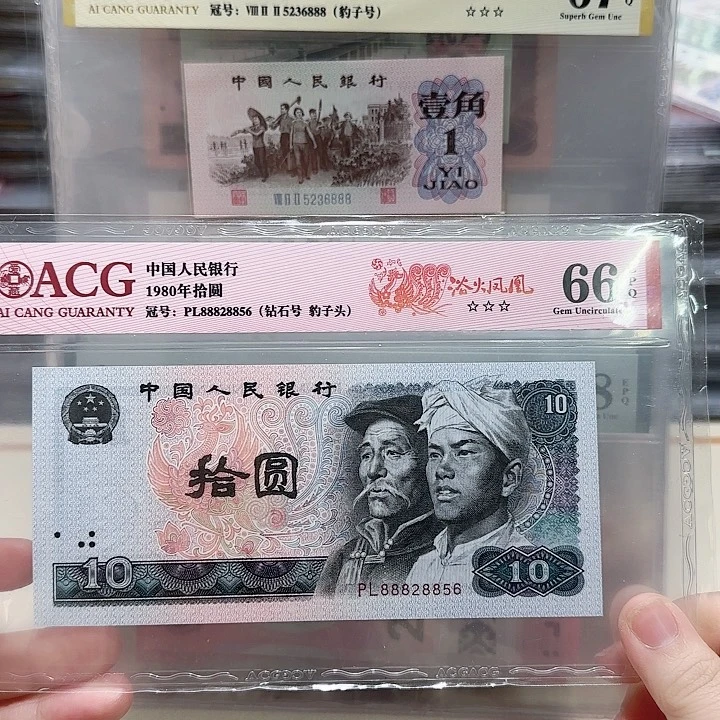 AI CANG GUARANTY 冠号：Ⅷ Ⅱ Ⅱ 5236888（豹子号） ☆☆☆ Superb Gem Unc
中国人民银行
壹角
1
YI
JIAO
Ⅷ Ⅱ Ⅱ 5236888
ACG
AI CANG GUARANTY
中国人民银行
1980年拾圆
冠号：PL88828856（钻石号 豹子头）
浴火凤凰
☆☆☆
66 EPQ
Gem Uncirculated
中国人民银行
10
拾圆
10
PL88828856
10